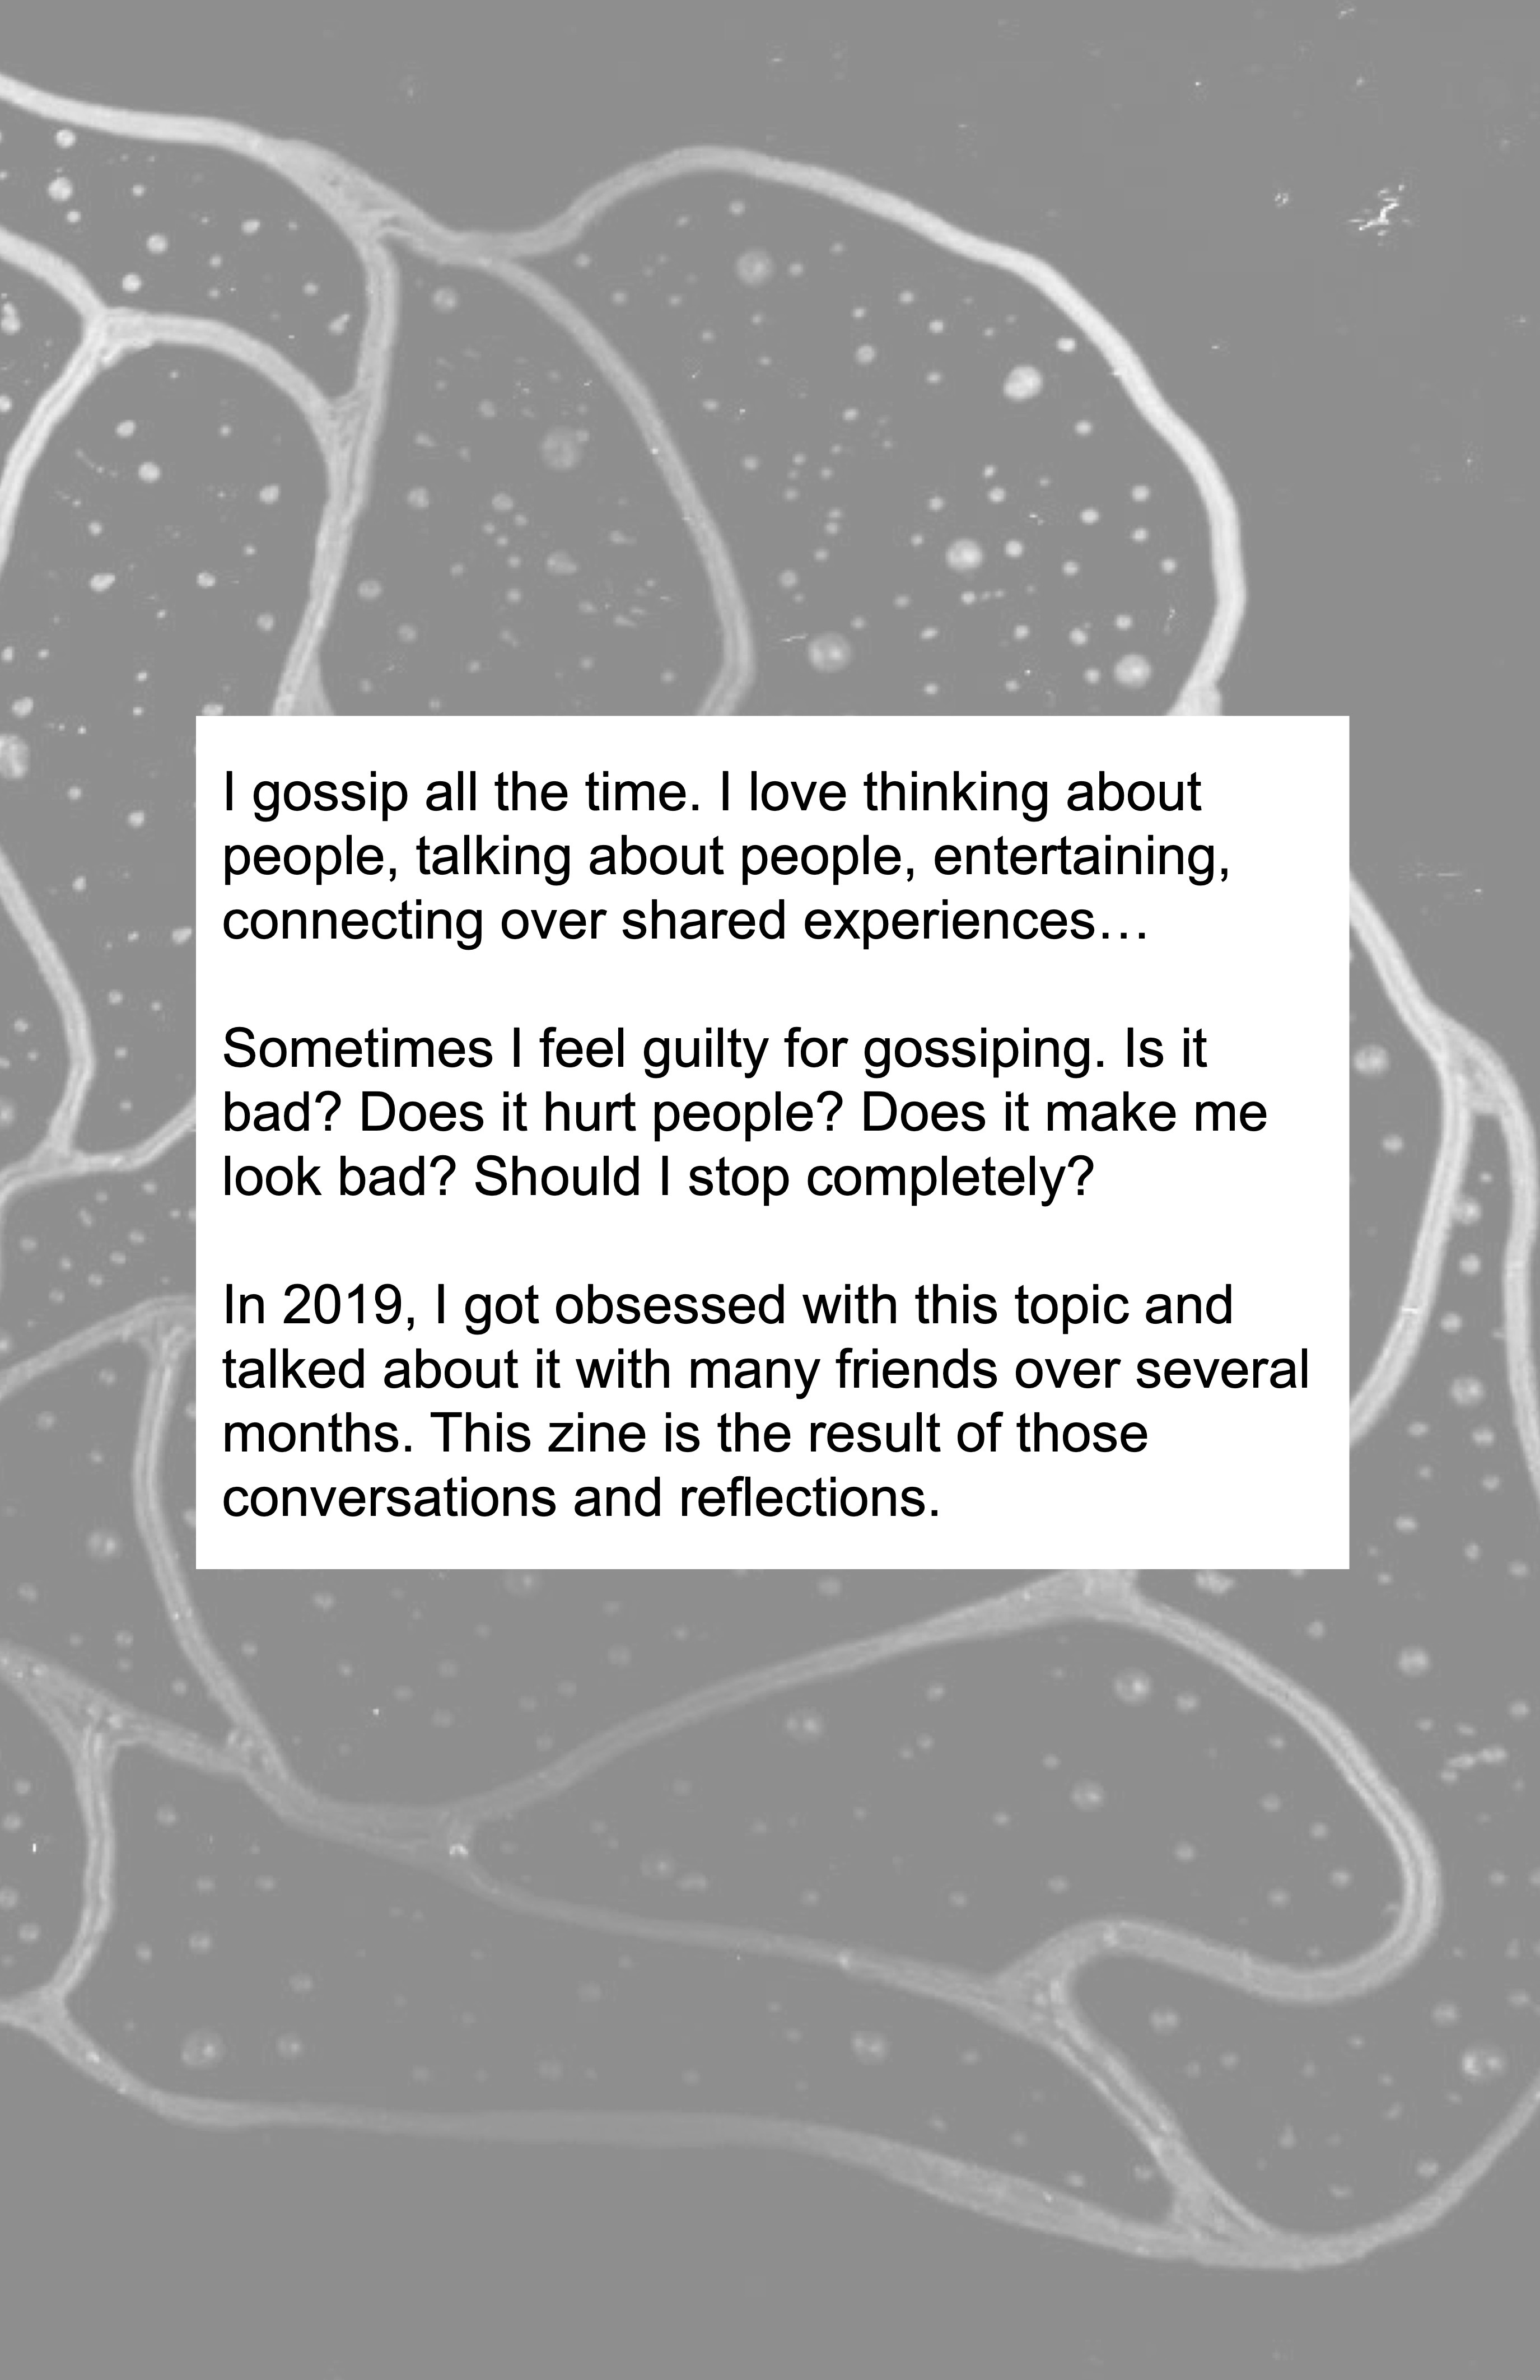 I gossip all the time. I love thinking about
people, talking about people, entertaining,
connecting over shared experiences…
Sometimes I feel guilty for gossiping. Is it
bad? Does it hurt people? Does it make me
look bad? Should I stop completely?
In 2019, I got obsessed with this topic and
talked about it with many friends over several
months. This zine is the result of those
conversations and reflections.